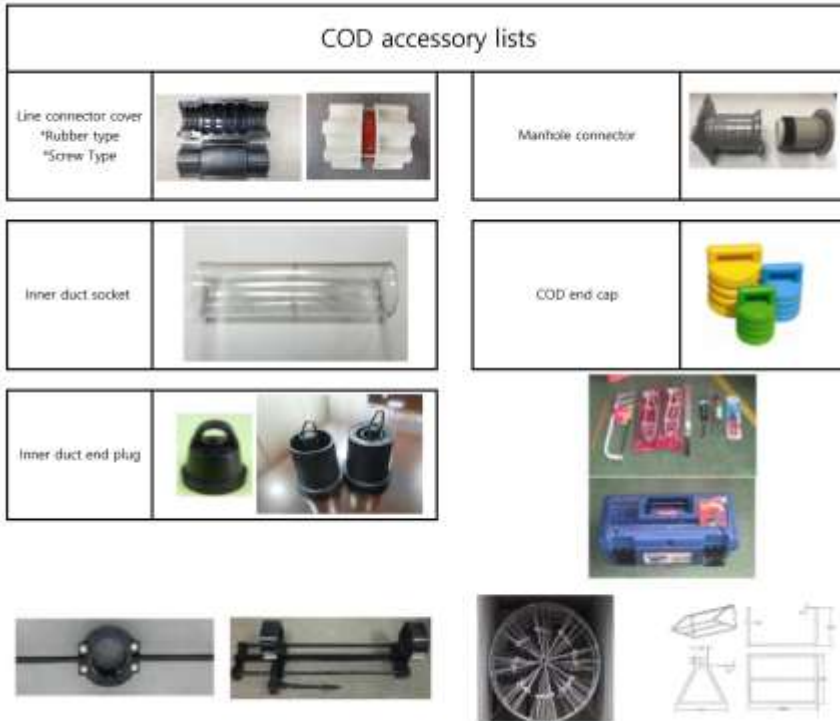 COD accessory lists
Line connector cover
*Rubber type
*Screw Type
Manhole connector
Inner duct socket
COD end cap
Inner duct end plug